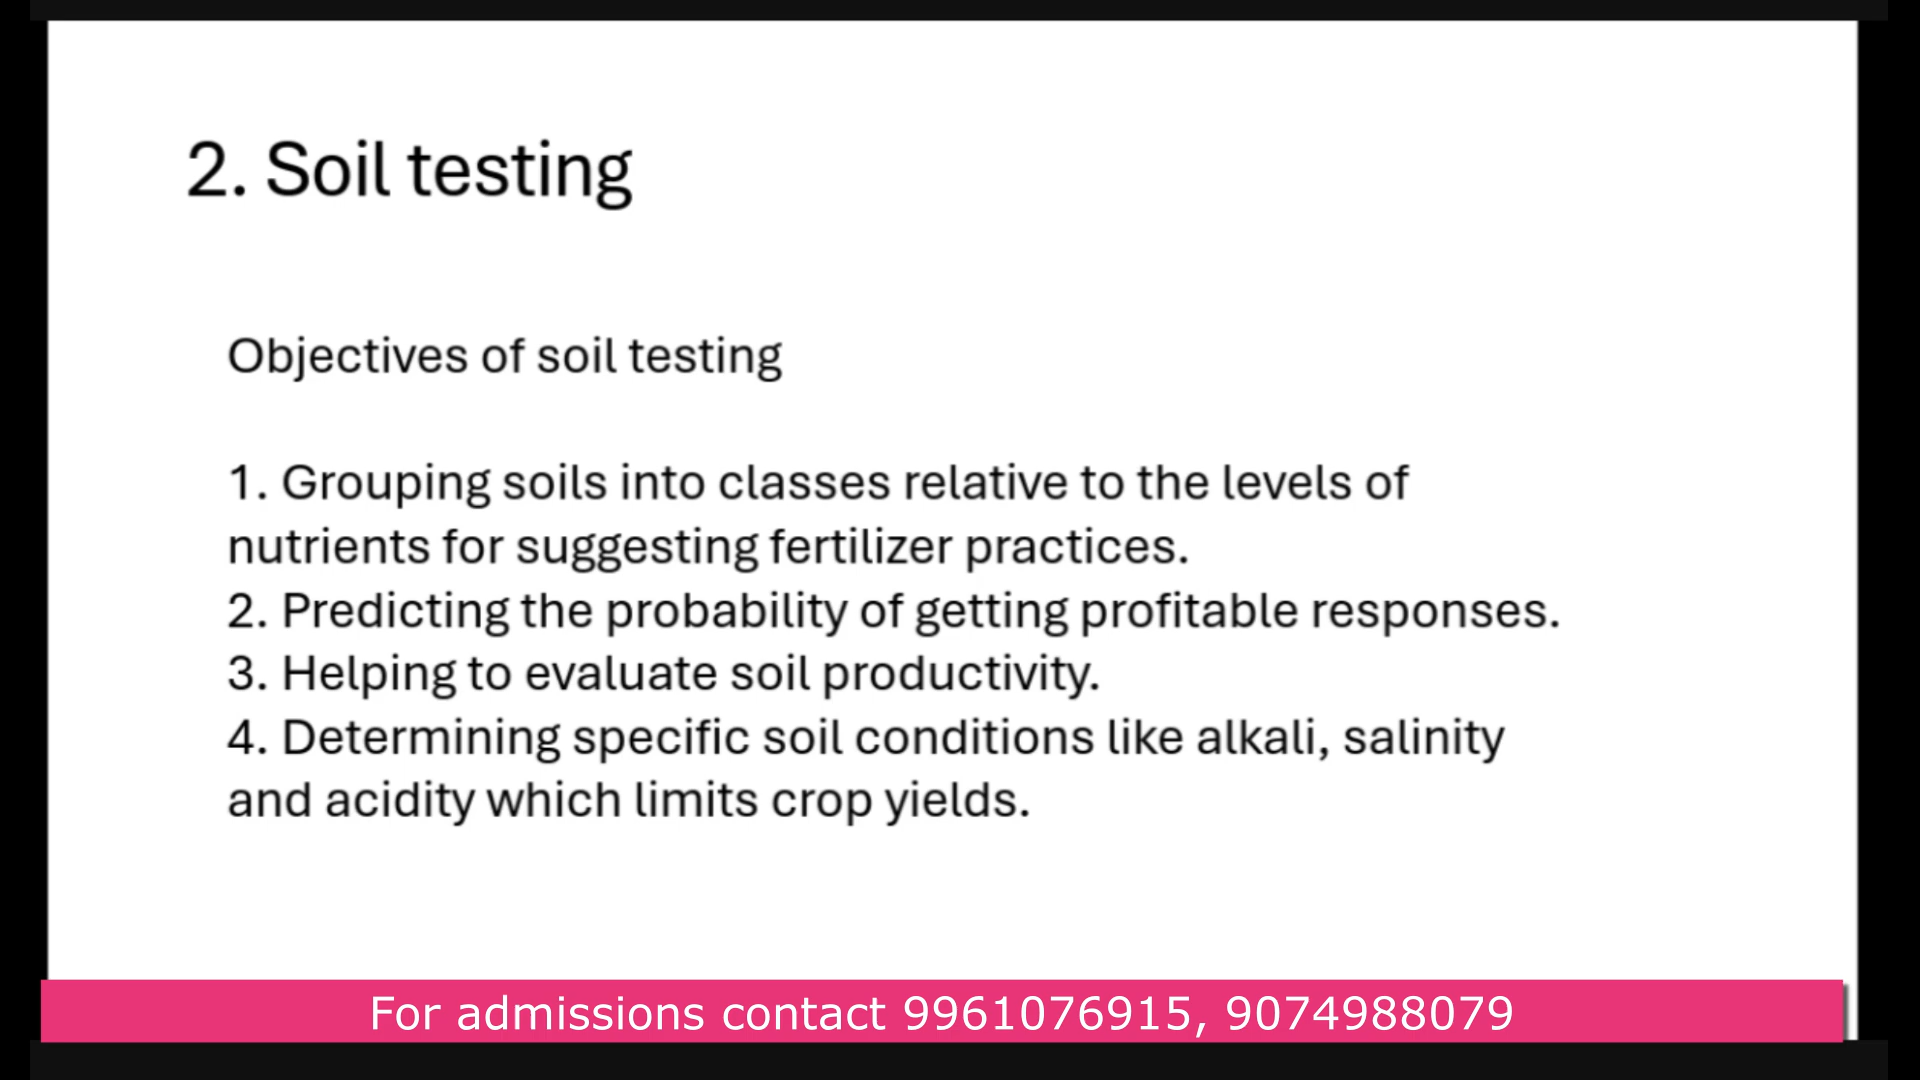 2. Soil testing
Objectives of soil testing
1. Grouping soils into classes relative to the levels of
nutrients for suggesting fertilizer practices.
2. Predicting the probability of getting profitable responses.
3. Helping to evaluate soil productivity.
4. Determining specific soil conditions like alkali, salinity
and acidity which limits crop yields.
For admissions contact 9961076915, 9074988079